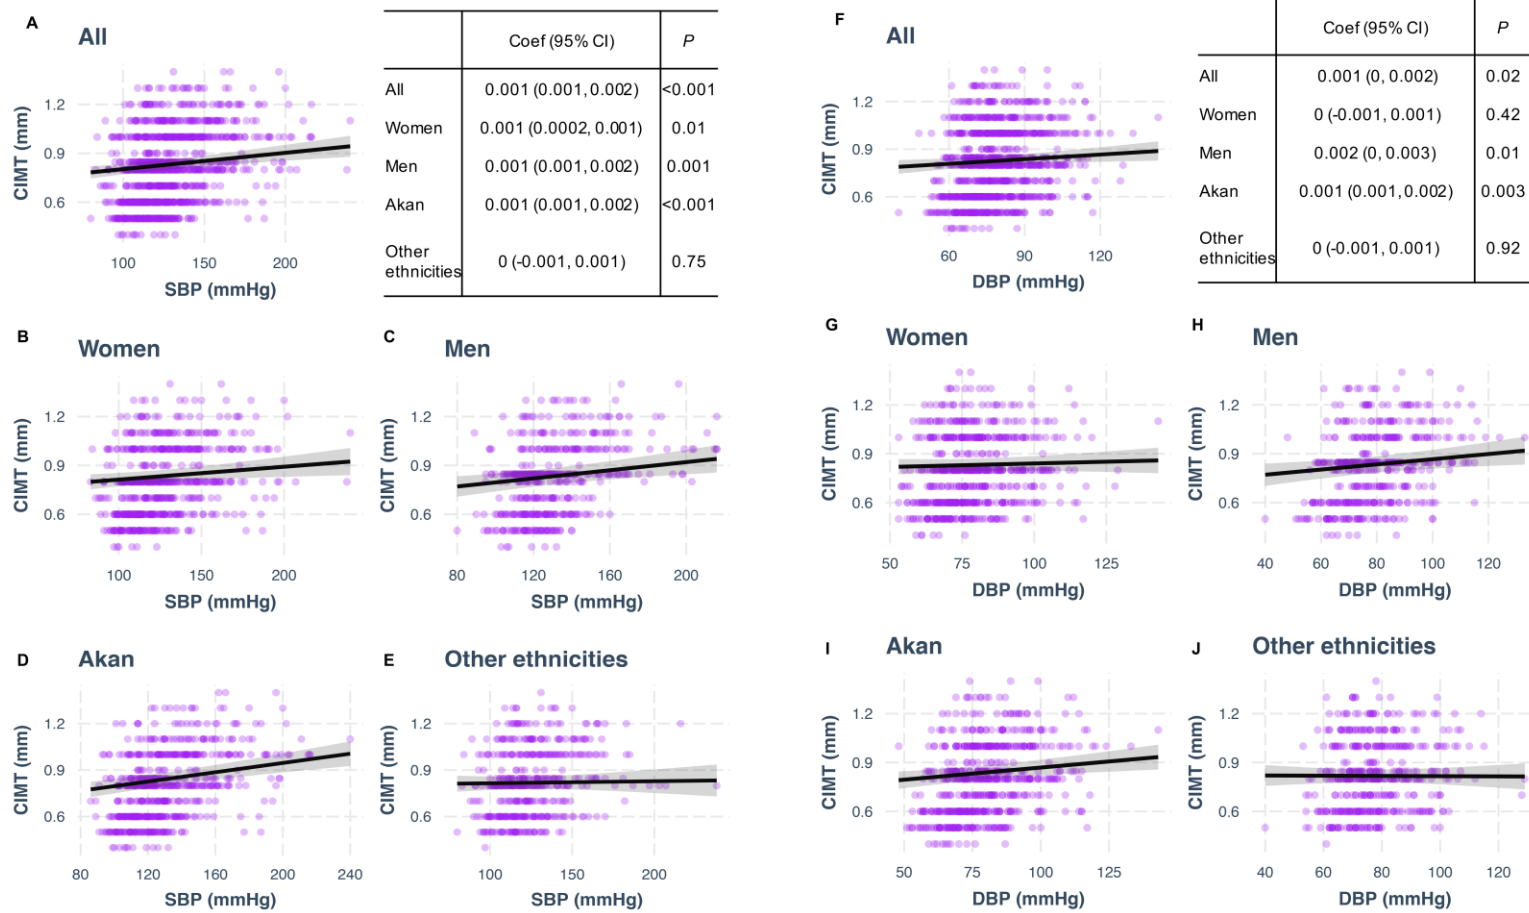 A
All
CIMT (mm)
1.2
0.9
0.6
100 150 200
SBP (mmHg)
Coef (95% CI) P
All 0.001 (0.001, 0.002) <0.001
Women 0.001 (0.0002, 0.001) 0.01
Men 0.001 (0.001, 0.002) 0.001
Akan 0.001 (0.001, 0.002) <0.001
Other
ethnicities 0 (-0.001, 0.001) 0.75
F
All
CIMT (mm)
1.2
0.9
0.6
60 90 120
DBP (mmHg)
Coef (95% CI) P
All 0.001 (0, 0.002) 0.02
Women 0 (-0.001, 0.001) 0.42
Men 0.002 (0, 0.003) 0.01
Akan 0.001 (0.001, 0.002) 0.003
Other
ethnicities 0 (-0.001, 0.001) 0.92
B
Women
CIMT (mm)
1.2
0.9
0.6
100 150 200
SBP (mmHg)
C
Men
CIMT (mm)
1.2
0.9
0.6
80 120 160 200
SBP (mmHg)
G
Women
CIMT (mm)
1.2
0.9
0.6
50 75 100 125
DBP (mmHg)
H
Men
CIMT (mm)
1.2
0.9
0.6
40 60 80 100 120
DBP (mmHg)
D
Akan
CIMT (mm)
1.2
0.9
0.6
80 120 160 200 240
SBP (mmHg)
E
Other ethnicities
CIMT (mm)
1.2
0.9
0.6
100 150 200
SBP (mmHg)
I
Akan
CIMT (mm)
1.2
0.9
0.6
50 75 100 125
DBP (mmHg)
J
Other ethnicities
CIMT (mm)
1.2
0.9
0.6
40 60 80 100 120
DBP (mmHg)